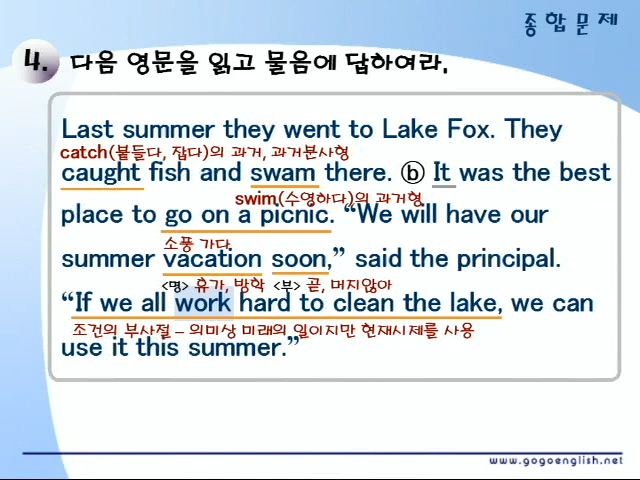 종합문제
4. 다음 영문을 읽고 물음에 답하여라.
Last summer they went to Lake Fox. They
catch(붙들다, 잡다)의 과거, 과거분사형
caught fish and swam there. ⓑ It was the best
swim(수영하다)의 과거형
place to go on a picnic. “We will have our
소풍 가다
summer vacation soon,” said the principal.
<명> 휴가, 방학 <부> 곧, 머지않아
“If we all work hard to clean the lake, we can
조건의 부사절 – 의미상 미래의 일이지만 현재시제를 사용
use it this summer.”
www.gogoenglish.net